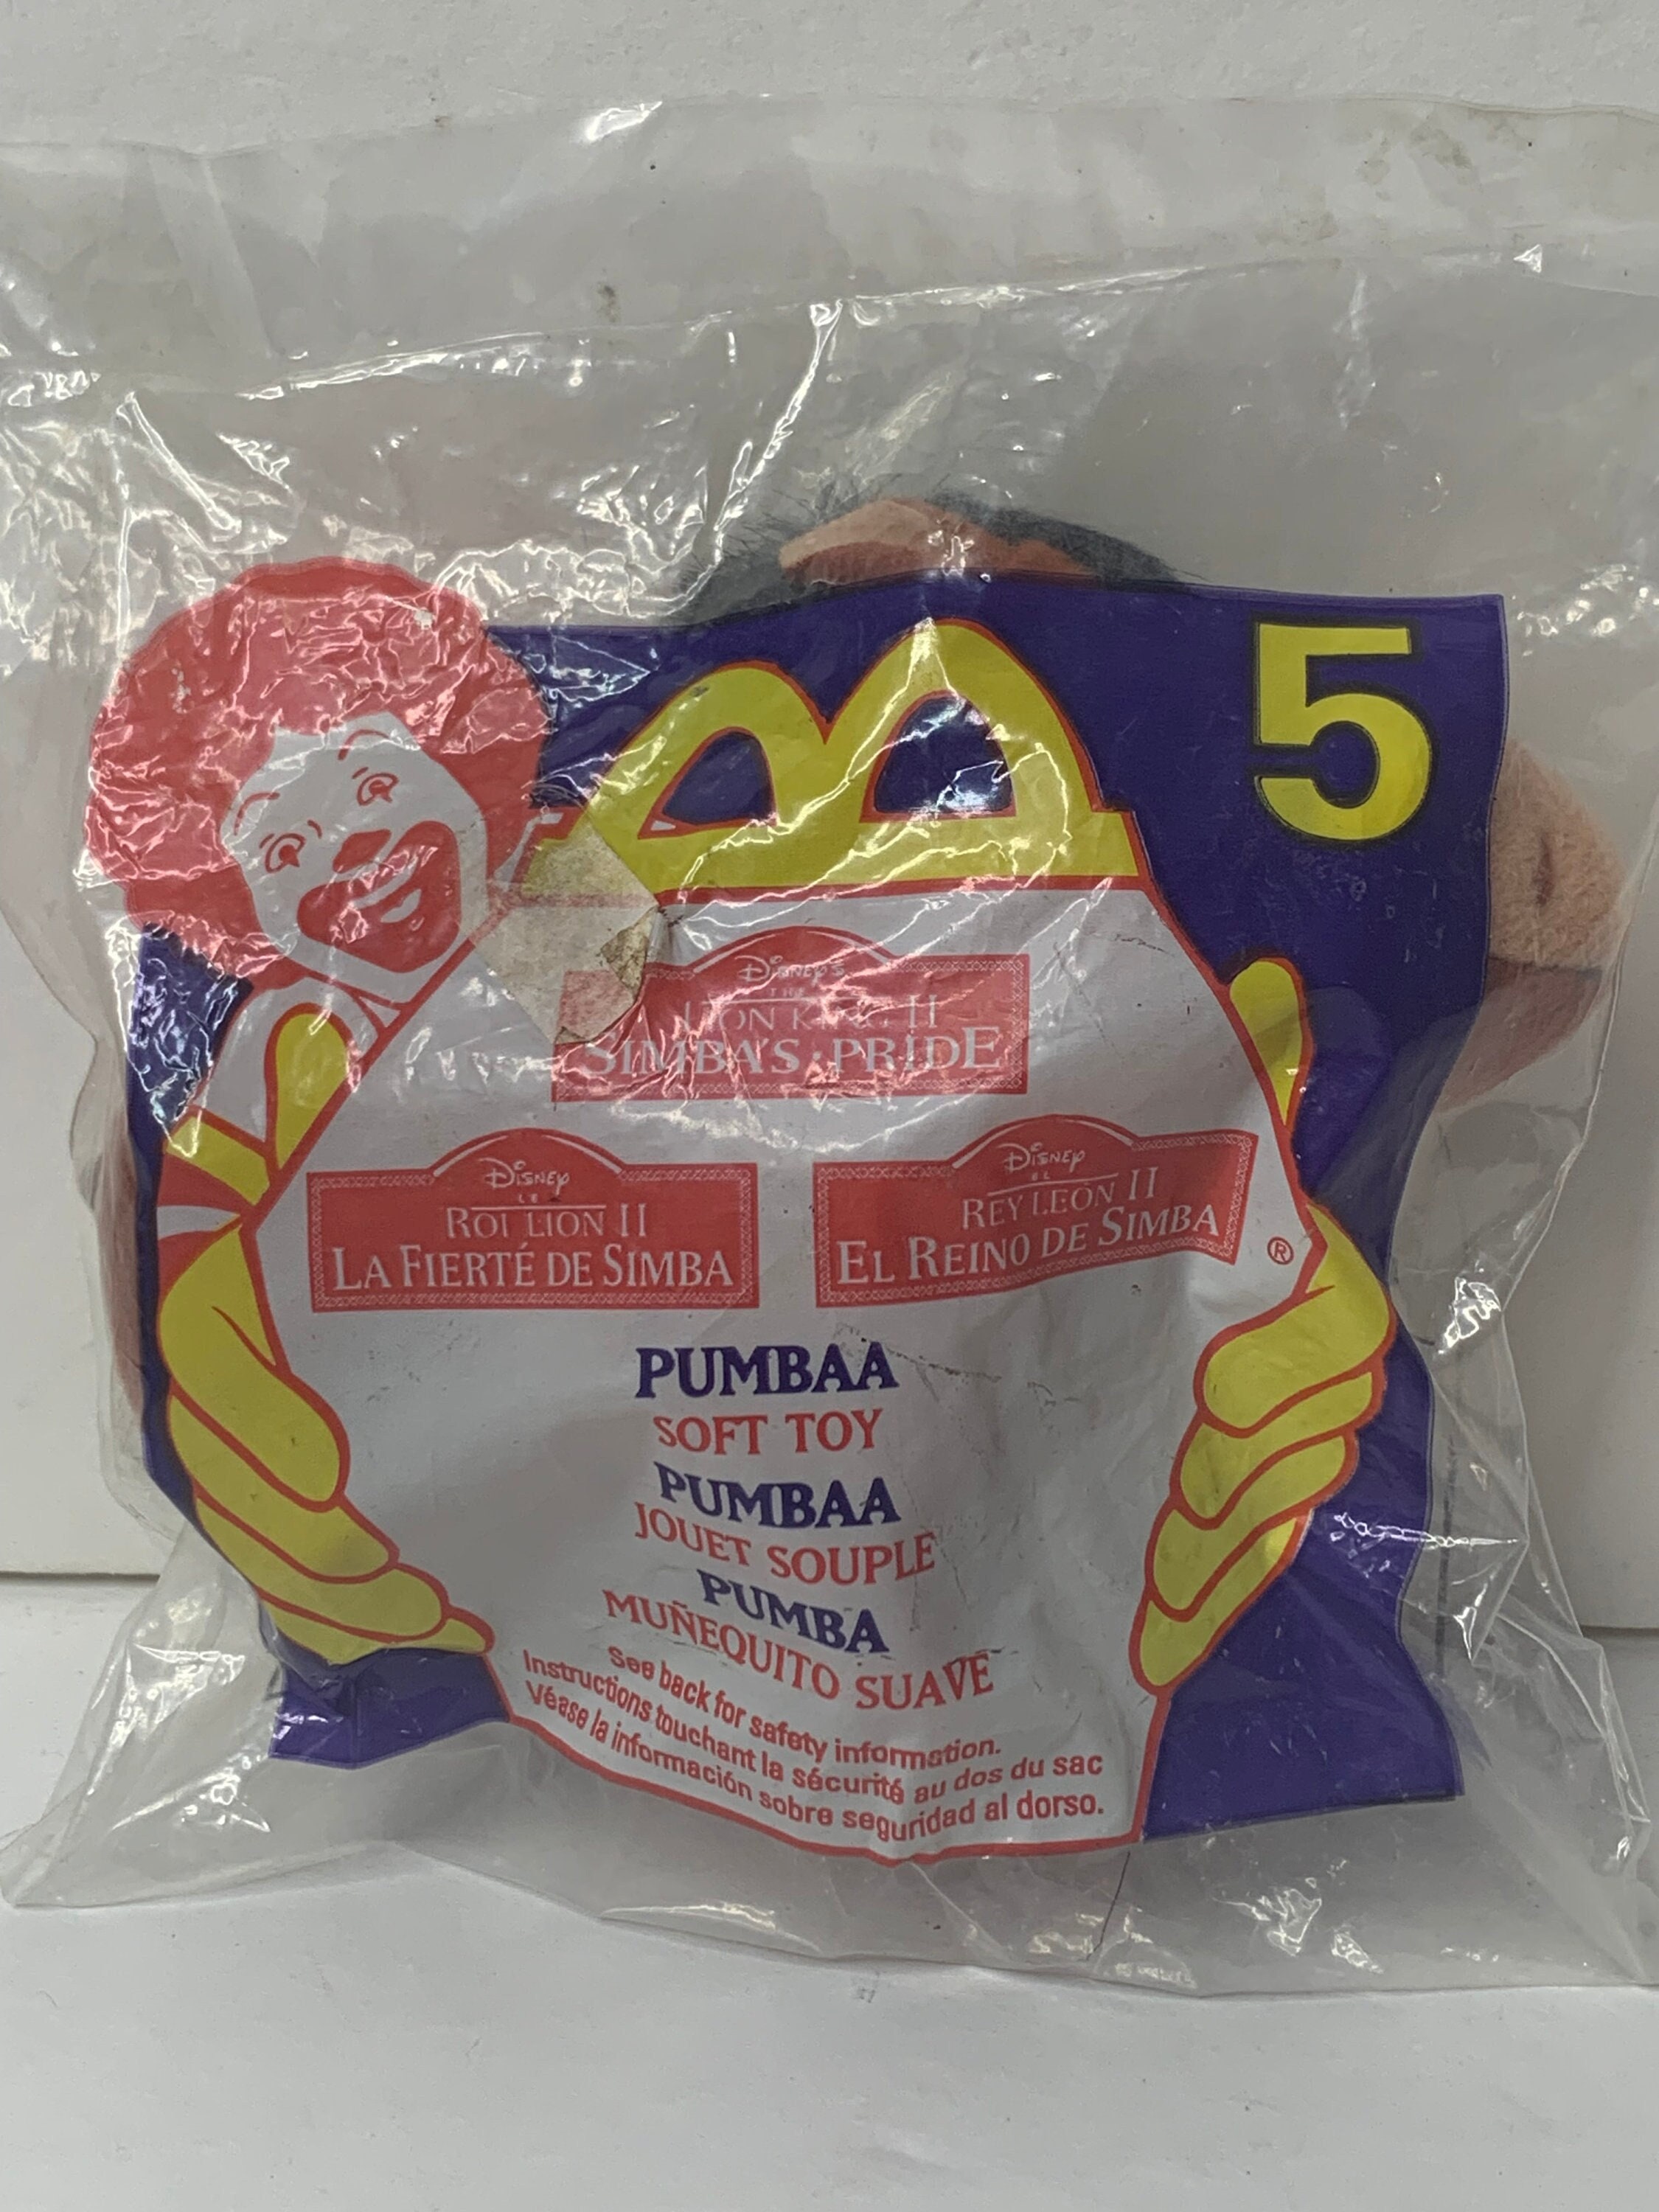 5
Disney's
THE
LION KING II
SIMBA'S PRIDE
Disney
LE
ROI LION II
LA FIERTÉ DE SIMBA
Disney
EL
REY LEÓN II
EL REINO DE SIMBA
®
PUMBAA
SOFT TOY
PUMBAA
JOUET SOUPLE
PUMBA
MUÑEQUITO SUAVE
See back for safety information.
Instructions touchant la sécurité au dos du sac
Véase la información sobre seguridad al dorso.